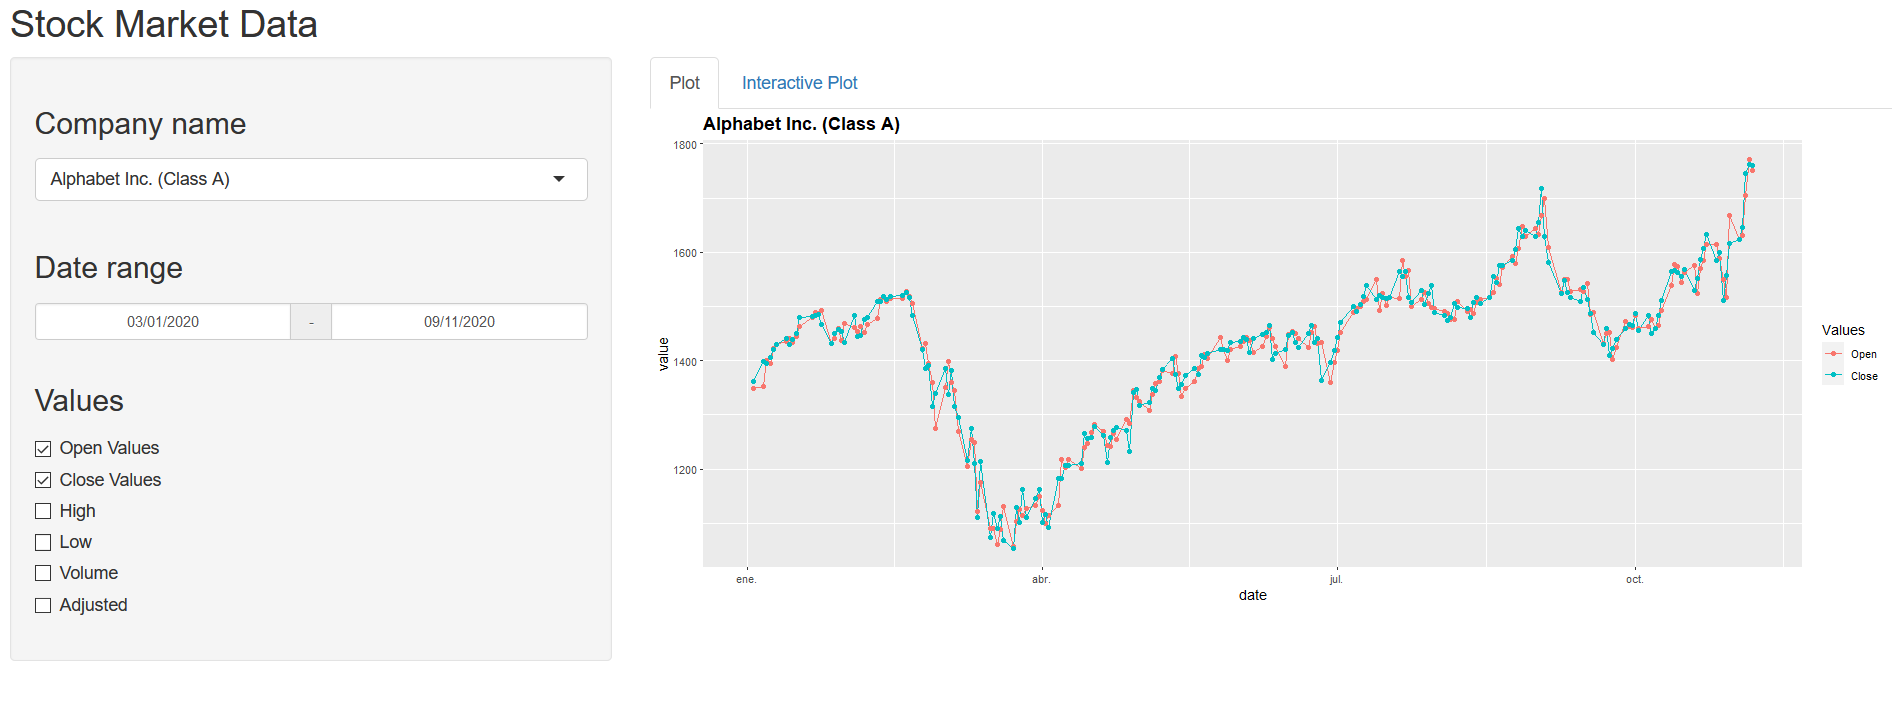 Stock Market Data
Company name
Alphabet Inc. (Class A)
Date range
03/01/2020 - 09/11/2020
Values
Open Values
Close Values
High
Low
Volume
Adjusted
Plot Interactive Plot
Alphabet Inc. (Class A)
1800
1600
1400
1200
value
ene. abr. jul. oct.
date
Values
Open
Close